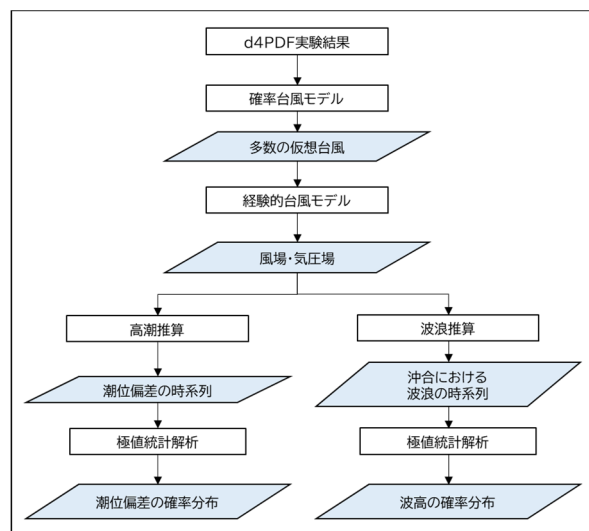 d4PDF実験結果
確率台風モデル
多数の仮想台風
経験的台風モデル
風場・気圧場
高潮推算
潮位偏差の時系列
極値統計解析
潮位偏差の確率分布
波浪推算
沖合における
波浪の時系列
極値統計解析
波高の確率分布